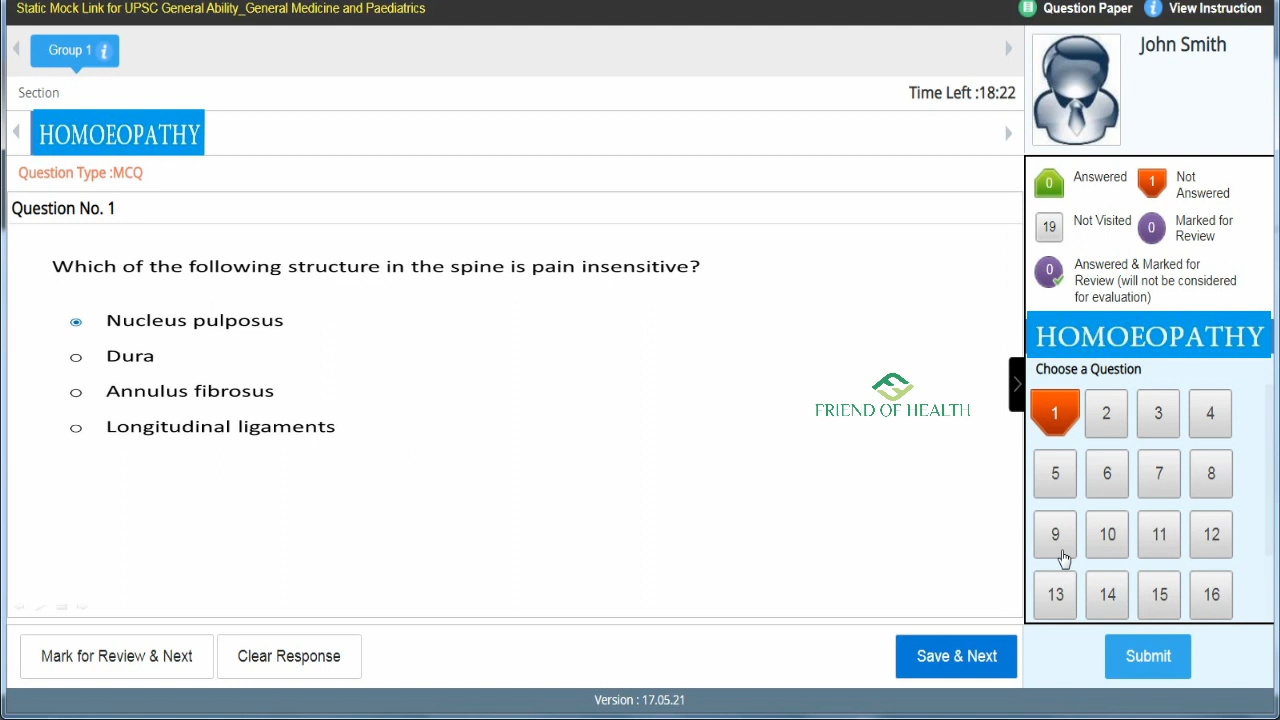 Static Mock Link for UPSC General Ability_General Medicine and Paediatrics
Question Paper
i View Instruction
Group 1 i
John Smith
Section
Time Left :18:22
HOMOEOPATHY
Question Type :MCQ
Question No. 1
Which of the following structure in the spine is pain insensitive?
Nucleus pulposus
Dura
Annulus fibrosus
Longitudinal ligaments
FRIEND OF HEALTH
0 Answered
1 Not
Answered
19 Not Visited
0 Marked for
Review
0 Answered & Marked for
Review (will not be considered
for evaluation)
HOMOEOPATHY
Choose a Question
1 2 3 4
5 6 7 8
9 10 11 12
13 14 15 16
Mark for Review & Next
Clear Response
Save & Next
Submit
Version : 17.05.21